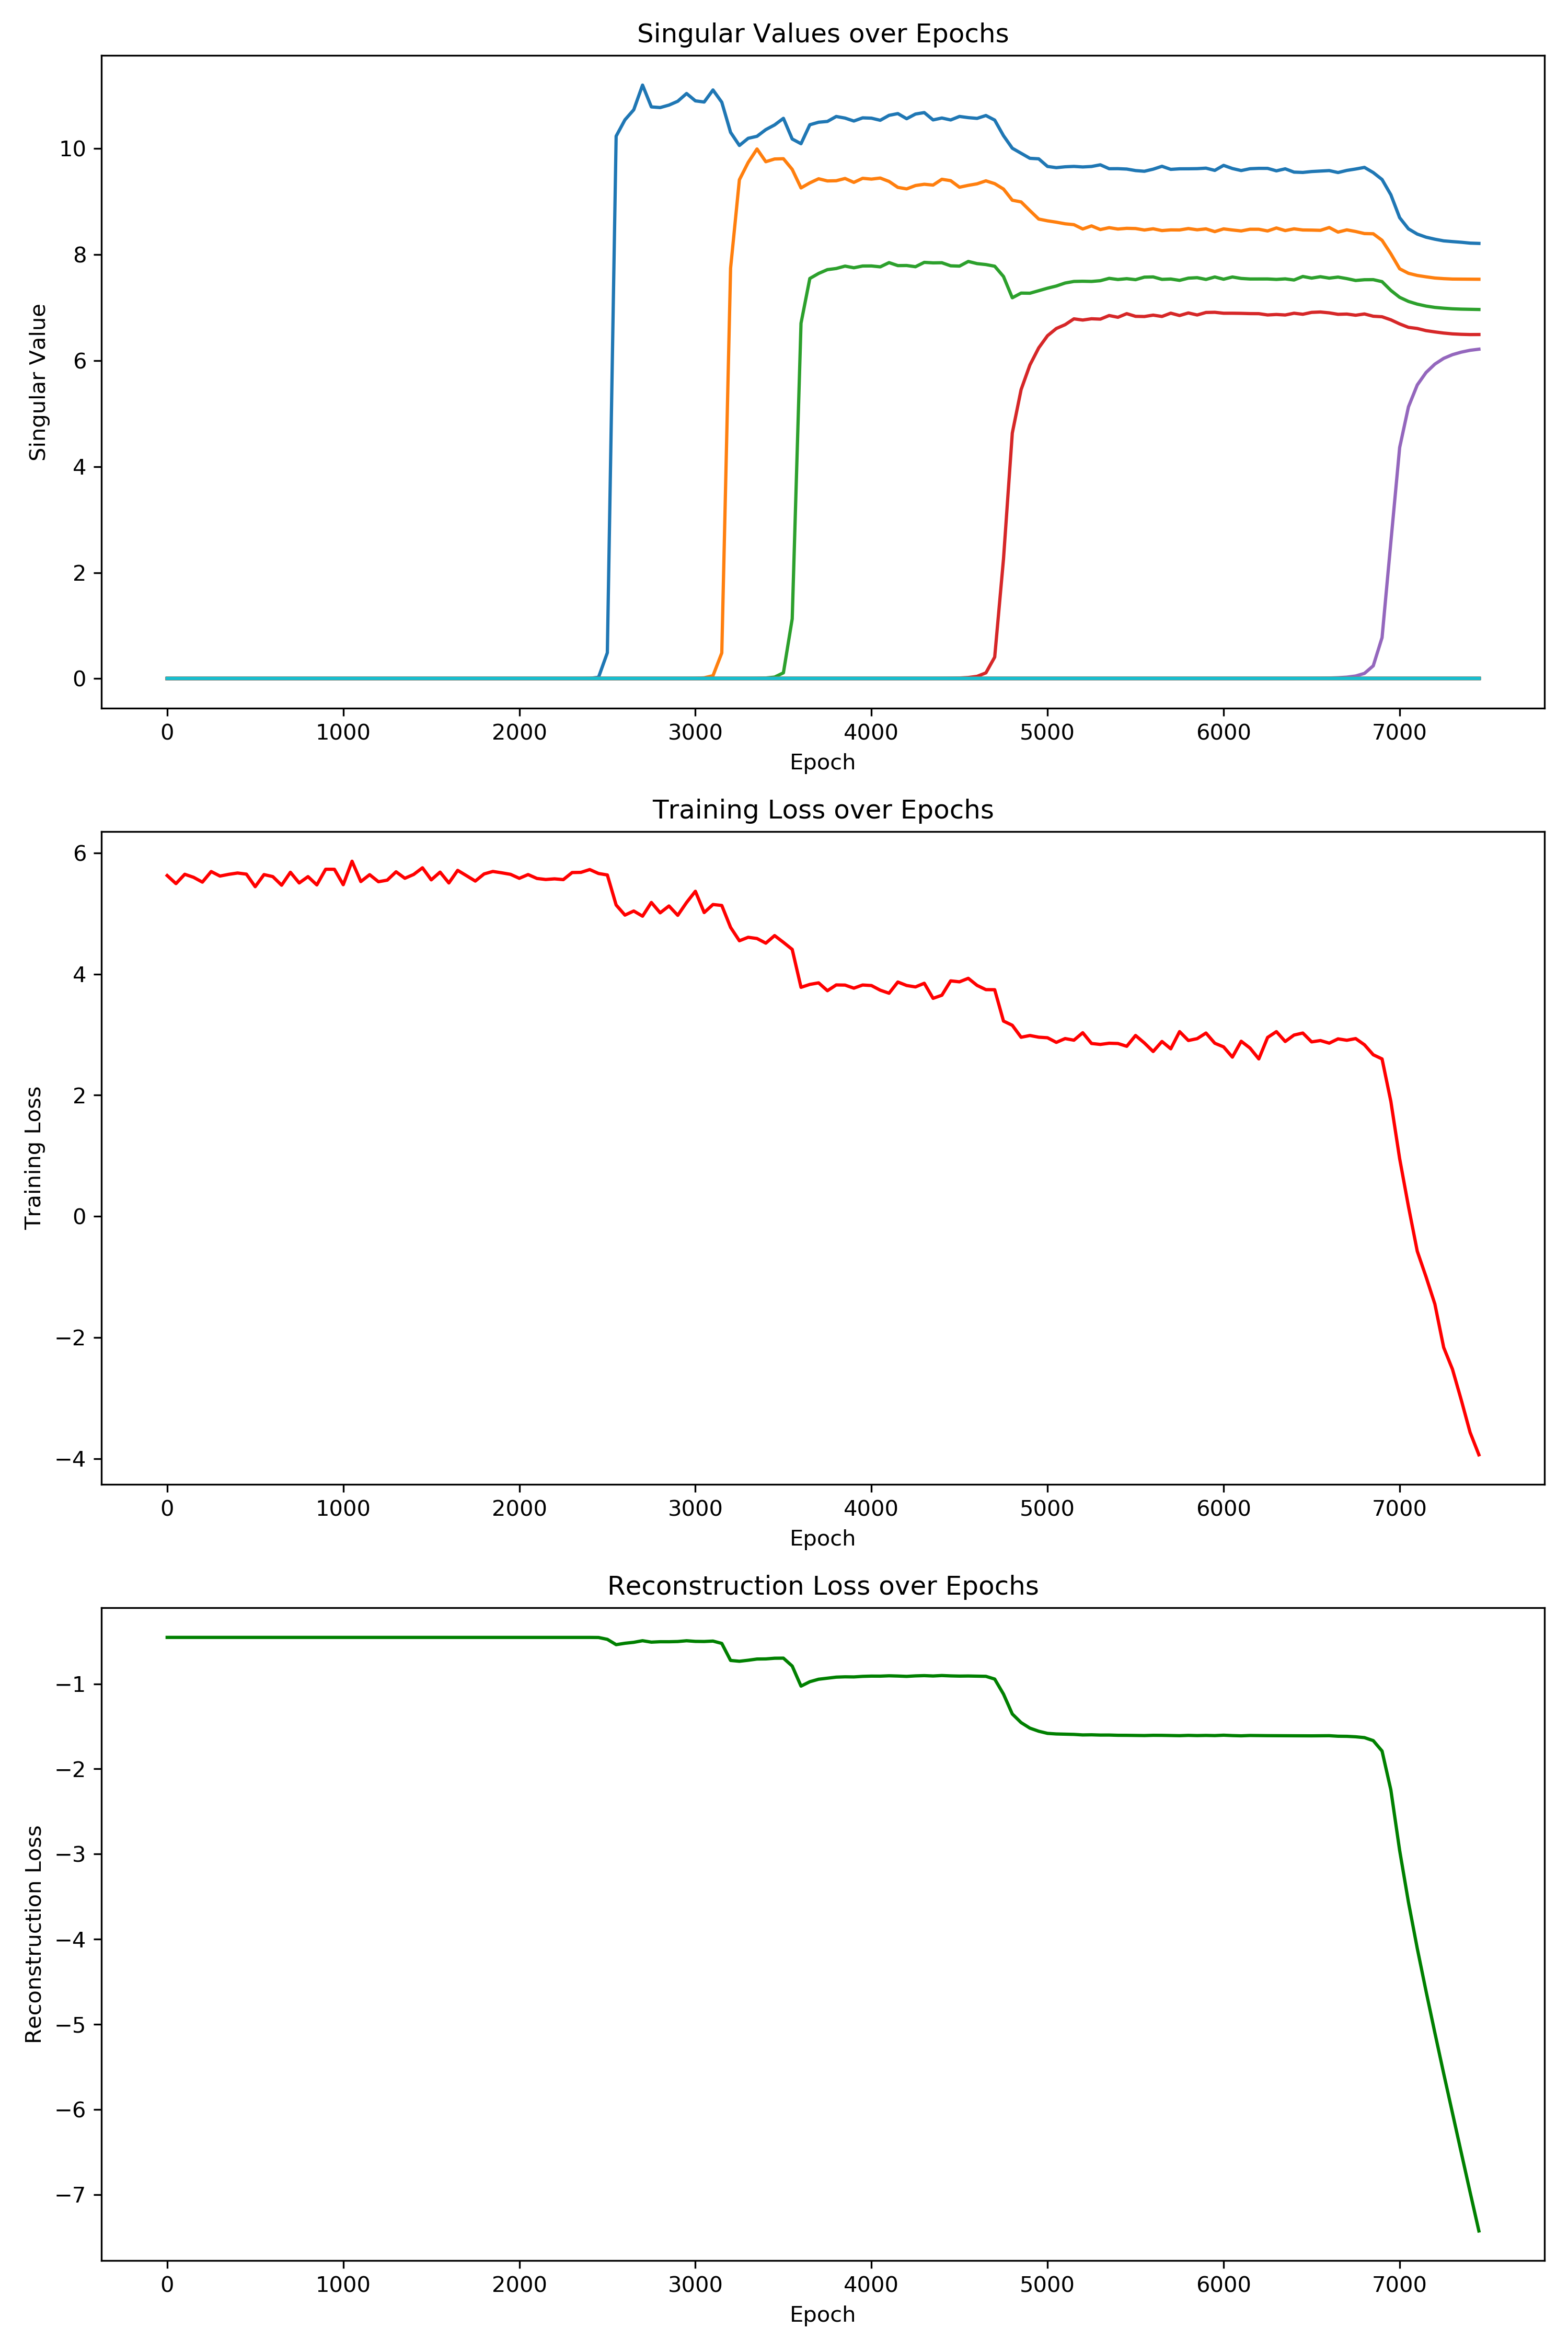 Singular Values over Epochs
Singular Value
10
8
6
4
2
0
0 1000 2000 3000 4000 5000 6000 7000
Epoch
Training Loss over Epochs
Training Loss
6
4
2
0
−2
−4
0 1000 2000 3000 4000 5000 6000 7000
Epoch
Reconstruction Loss over Epochs
Reconstruction Loss
−1
−2
−3
−4
−5
−6
−7
0 1000 2000 3000 4000 5000 6000 7000
Epoch